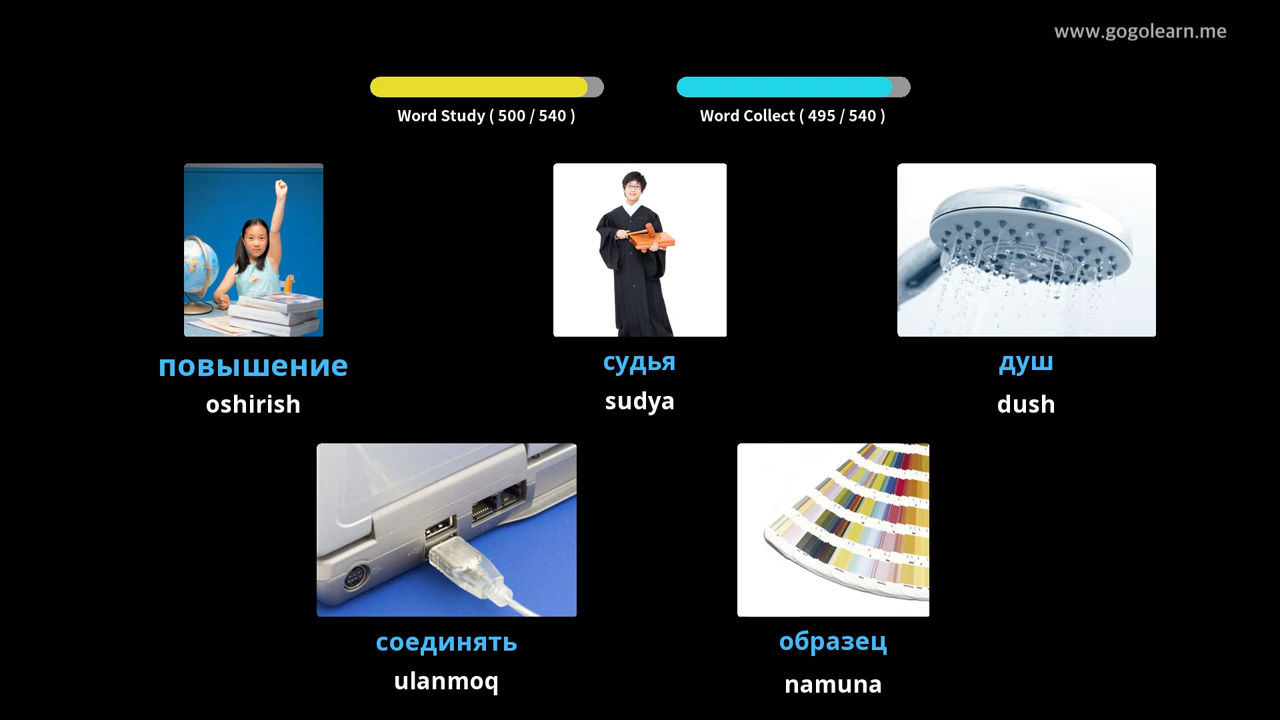 www.gogolearn.me
Word Study ( 500 / 540 )
Word Collect ( 495 / 540 )
повышение
oshirish
судья
sudya
душ
dush
соединять
ulanmoq
образец
namuna